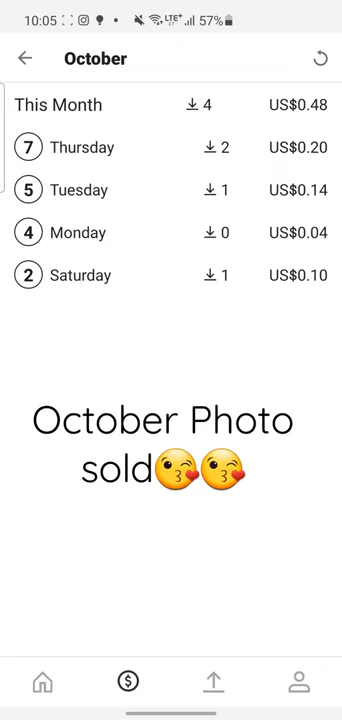 10:05 LTE+ 57%
October
This Month 4 US$0.48
7 Thursday 2 US$0.20
5 Tuesday 1 US$0.14
4 Monday 0 US$0.04
2 Saturday 1 US$0.10
October Photo
sold😘😘